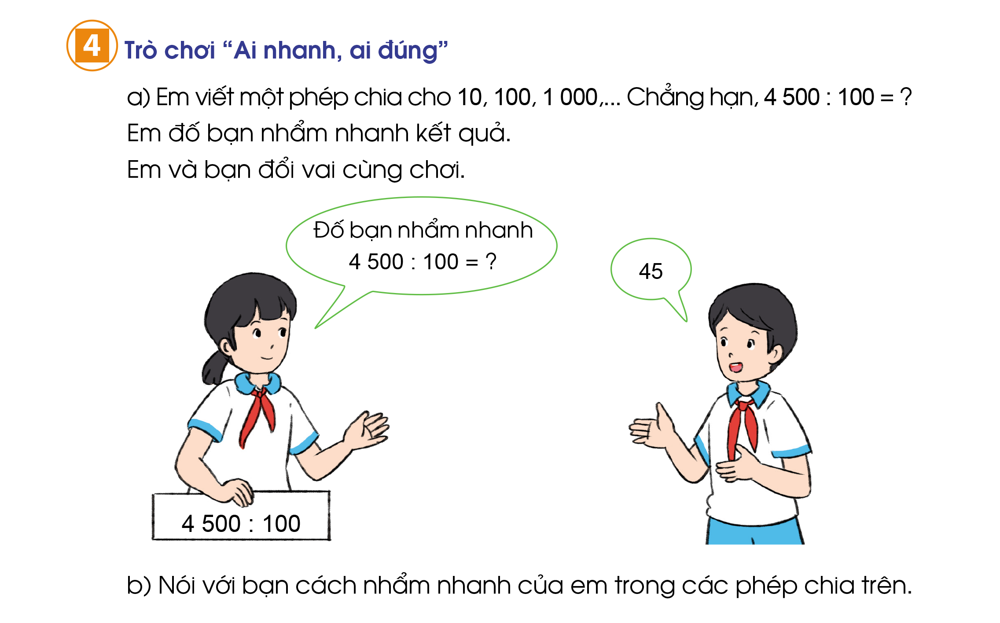 4 Trò chơi “Ai nhanh, ai đúng”
a) Em viết một phép chia cho 10, 100, 1 000,... Chẳng hạn, 4 500 : 100 = ?
Em đố bạn nhẩm nhanh kết quả.
Em và bạn đổi vai cùng chơi.
Đố bạn nhẩm nhanh
4 500 : 100 = ?
45
4 500 : 100
b) Nói với bạn cách nhẩm nhanh của em trong các phép chia trên.